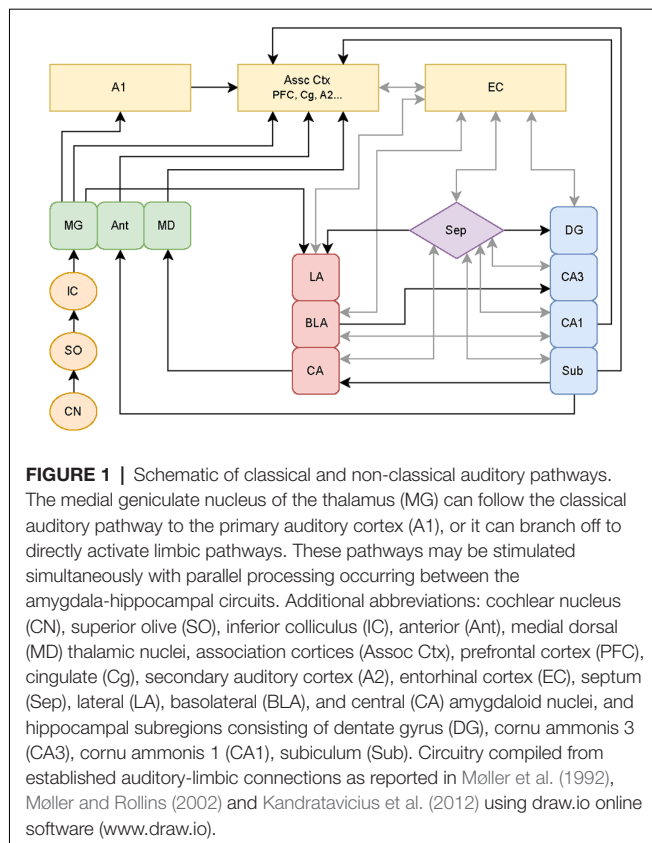 A1
Assc Ctx
PFC, Cg, A2...
EC
MG
Ant
MD
Sep
DG
IC
LA
CA3
SO
BLA
CA1
CN
CA
Sub
FIGURE 1 | Schematic of classical and non-classical auditory pathways.
The medial geniculate nucleus of the thalamus (MG) can follow the classical
auditory pathway to the primary auditory cortex (A1), or it can branch off to
directly activate limbic pathways. These pathways may be stimulated
simultaneously with parallel processing occurring between the
amygdala-hippocampal circuits. Additional abbreviations: cochlear nucleus
(CN), superior olive (SO), inferior colliculus (IC), anterior (Ant), medial dorsal
(MD) thalamic nuclei, association cortices (Assoc Ctx), prefrontal cortex (PFC),
cingulate (Cg), secondary auditory cortex (A2), entorhinal cortex (EC), septum
(Sep), lateral (LA), basolateral (BLA), and central (CA) amygdaloid nuclei, and
hippocampal subregions consisting of dentate gyrus (DG), cornu ammonis 3
(CA3), cornu ammonis 1 (CA1), subiculum (Sub). Circuitry compiled from
established auditory-limbic connections as reported in Møller et al. (1992),
Møller and Rollins (2002) and Kandratavicius et al. (2012) using draw.io online
software (www.draw.io).